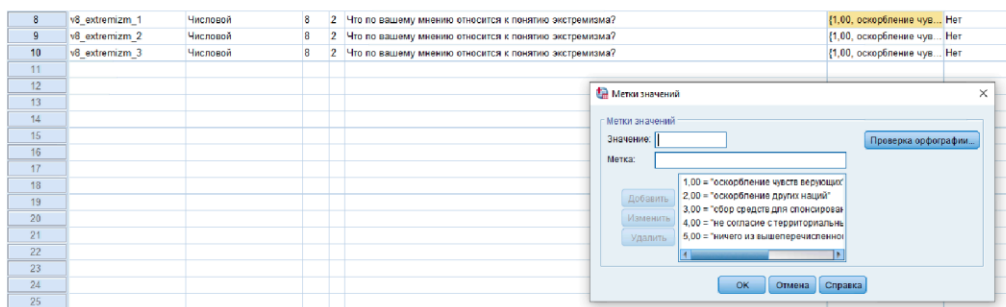 8 v8_extremizm_1 Числовой 8 2 Что по вашему мнению относится к понятию экстремизма? {1,00, оскорбление чув... Нет
9 v8_extremizm_2 Числовой 8 2 Что по вашему мнению относится к понятию экстремизма? {1,00, оскорбление чув... Нет
10 v8_extremizm_3 Числовой 8 2 Что по вашему мнению относится к понятию экстремизма? {1,00, оскорбление чув... Нет
11
12
13
14
15
16
17
18
19
20
21
22
23
24
25
Метки значений
Метки значений
Значение:
Проверка орфографии...
Метка:
1,00 = "оскорбление чувств верующих"
2,00 = "оскорбление других наций"
3,00 = "сбор средств для спонсирован
4,00 = "не согласие с территориальнь
5,00 = "ничего из вышеперечисленног
Добавить
Изменить
Удалить
OK Отмена Справка